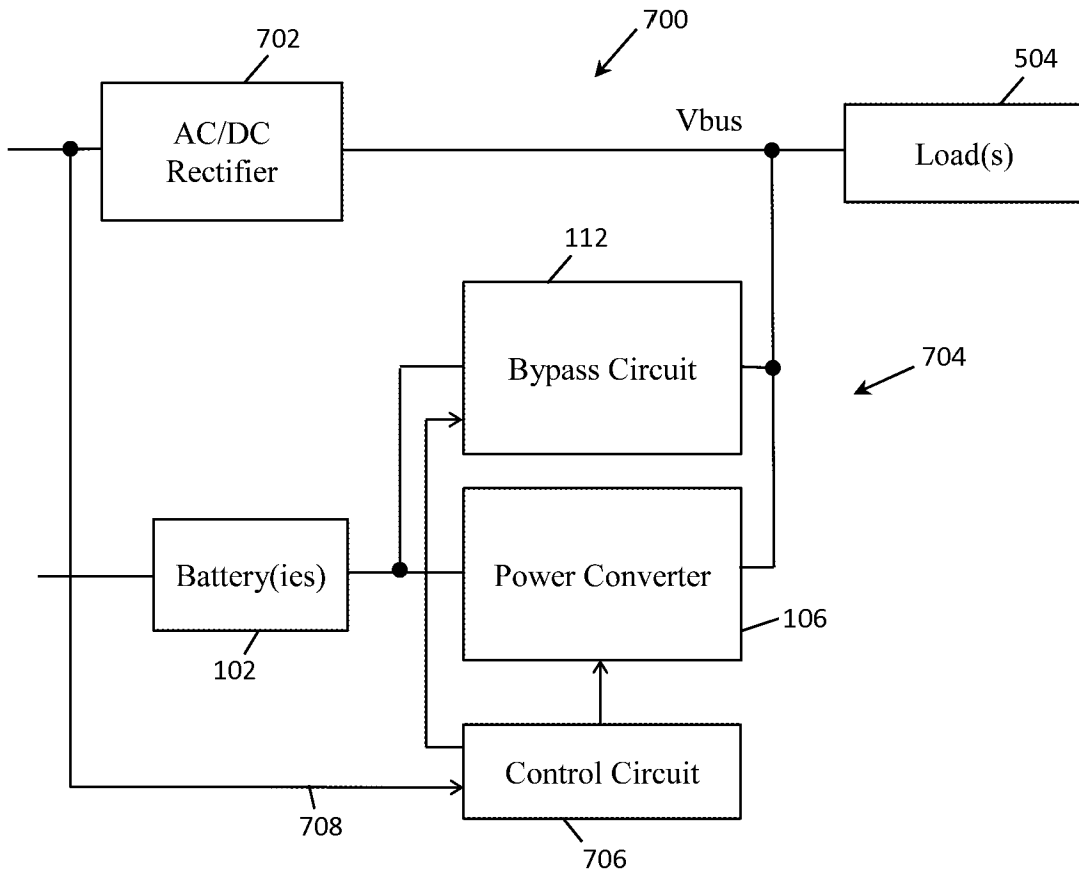 702
700
504
AC/DC
Rectifier
Vbus
Load(s)
112
Bypass Circuit
704
Battery(ies)
Power Converter
106
102
Control Circuit
708
706